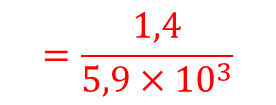 = 1,4
5,9 × 10³